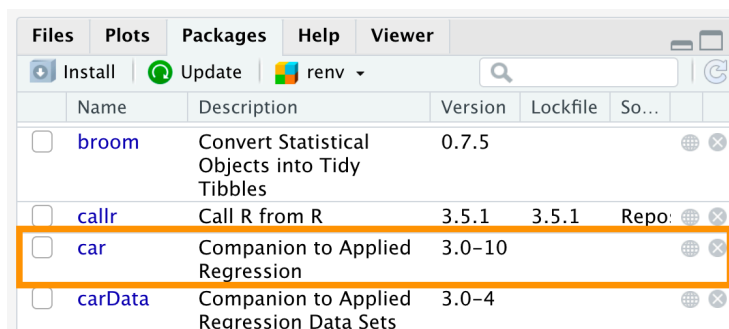 Files Plots Packages Help Viewer
Install Update renv
Name Description Version Lockfile So...
broom Convert Statistical 0.7.5
Objects into Tidy
Tibbles
callr Call R from R 3.5.1 3.5.1 Repo
car Companion to Applied 3.0-10
Regression
carData Companion to Applied 3.0-4
Regression Data Sets